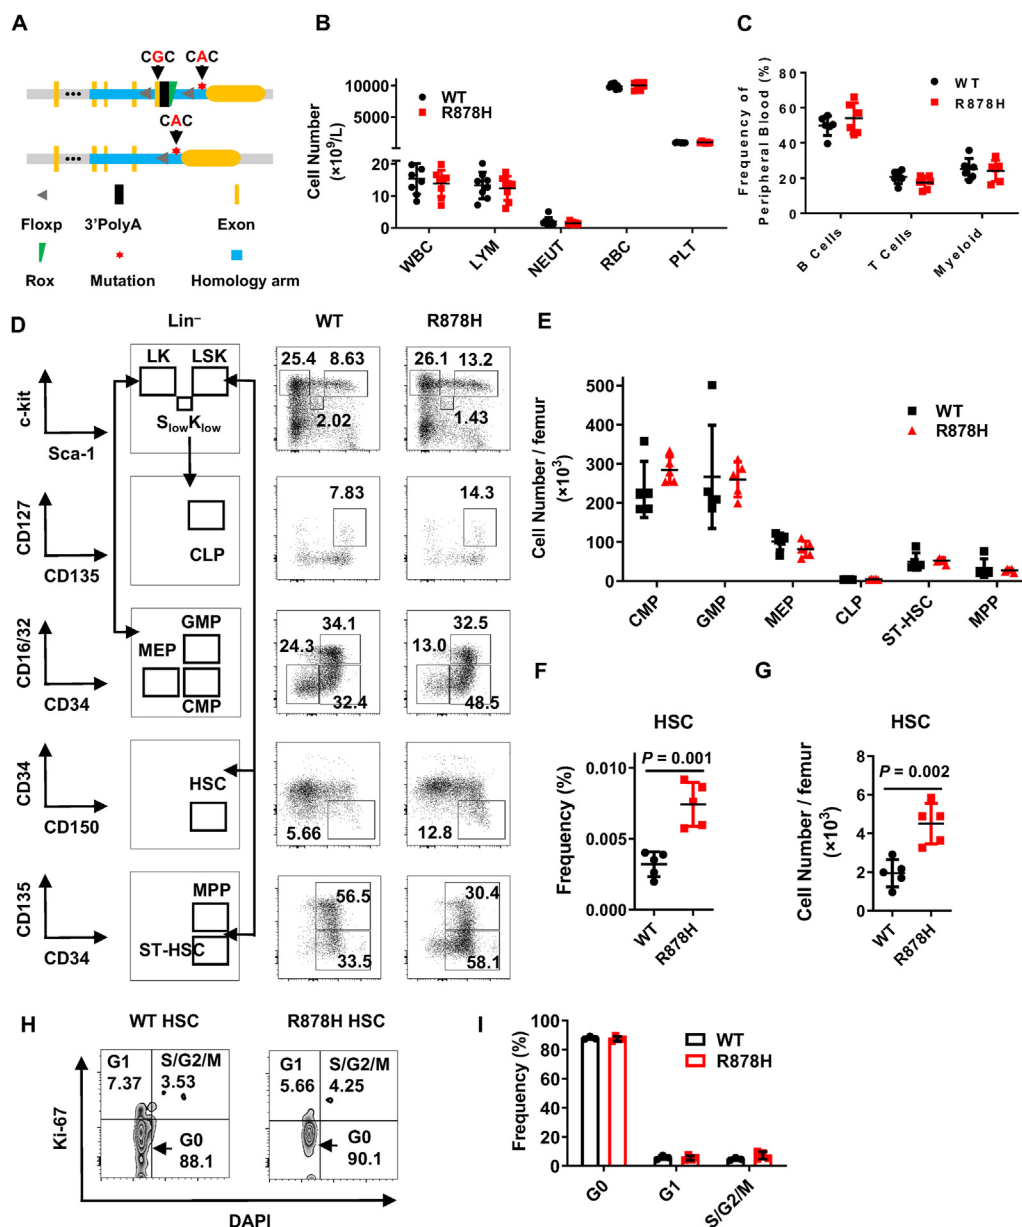 A
CGC CAC
CAC
Floxp 3'PolyA Exon
Rox Mutation Homology arm
B
Cell Number
(×10⁹/L)
10000
5000
20
10
0
WT
R878H
WBC
LYM
NEUT
RBC
PLT
C
Frequency of
Peripheral Blood (%)
80
60
40
20
0
WT
R878H
B Cells
T Cells
Myeloid
D
Lin⁻ WT R878H
c-kit
Sca-1
LK LSK
SlowKlow
25.4 8.63
2.02
26.1 13.2
1.43
CD127
CD135
CLP
7.83
14.3
CD16/32
CD34
GMP
MEP
CMP
34.1
24.3
32.4
32.5
13.0
48.5
CD34
CD150
HSC
5.66
12.8
CD135
CD34
MPP
ST-HSC
56.5
33.5
30.4
58.1
E
Cell Number / femur
(×10³)
500
400
300
200
100
0
WT
R878H
CMP
GMP
MEP
CLP
ST-HSC
MPP
F
HSC
P = 0.001
Frequency (%)
0.010
0.005
0.000
WT
R878H
G
HSC
P = 0.002
Cell Number / femur
(×10³)
8
6
4
2
0
WT
R878H
H
WT HSC R878H HSC
Ki-67
G1 S/G2/M
7.37 3.53
G0
88.1
G1 S/G2/M
5.66 4.25
G0
90.1
DAPI
I
Frequency (%)
100
80
60
40
20
0
WT
R878H
G0
G1
S/G2/M